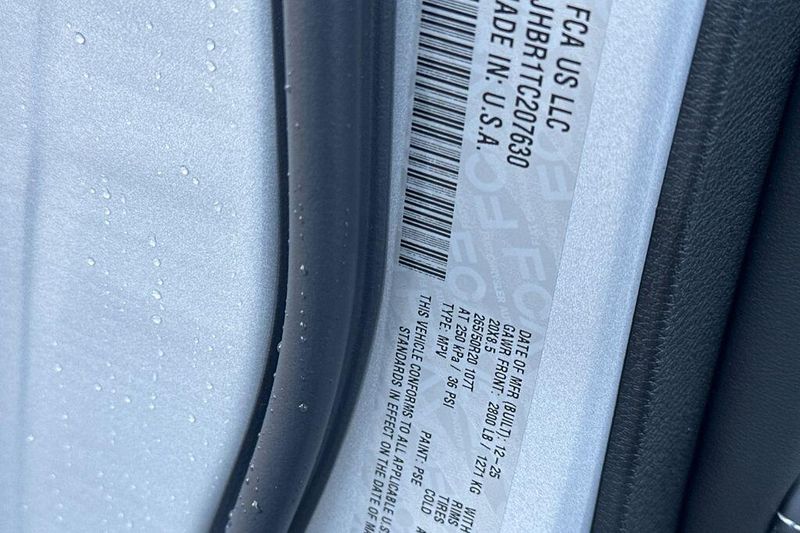 FCA US LLC
JHBR1TC207630
MADE IN: U.S.A.
DATE OF MFR (BUILT): 12-25
GAWR FRONT: 2800 LB / 1271 KG WITH
20X8.5 RIMS
265/50R20 107T TIRES
AT 250 kPa / 36 PSI COLD
TYPE: MPV PAINT: PSE
THIS VEHICLE CONFORMS TO ALL APPLICABLE U.S
STANDARDS IN EFFECT ON THE DATE OF